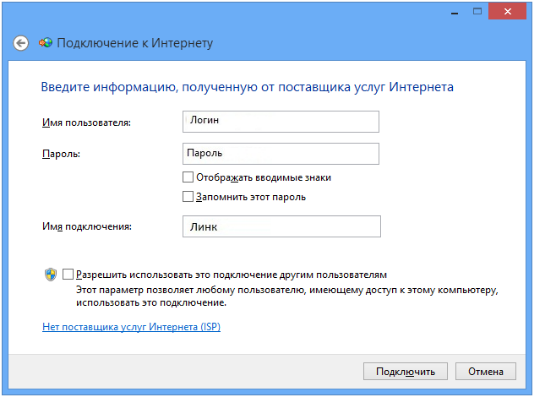 Подключение к Интернету
Введите информацию, полученную от поставщика услуг Интернета
Имя пользователя: Логин
Пароль: Пароль
Отображать вводимые знаки
Запомнить этот пароль
Имя подключения: Линк
Разрешить использовать это подключение другим пользователям
Этот параметр позволяет любому пользователю, имеющему доступ к этому компьютеру,
использовать это подключение.
Нет поставщика услуг Интернета (ISP)
Подключить Отмена